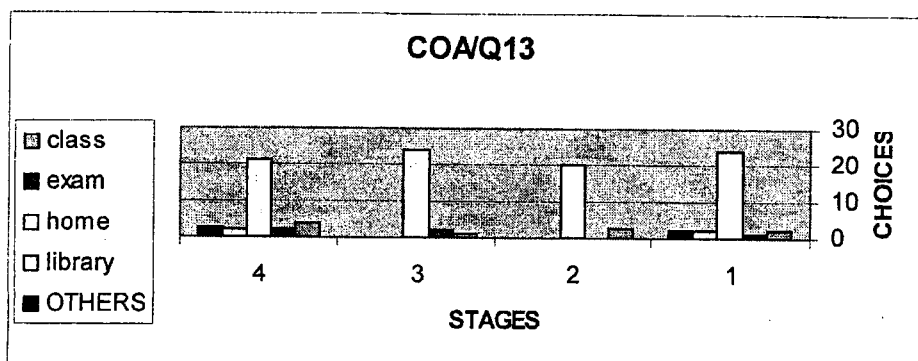 COA/Q13
class
exam
home
library
OTHERS
30
20
10
0
CHOICES
4 3 2 1
STAGES